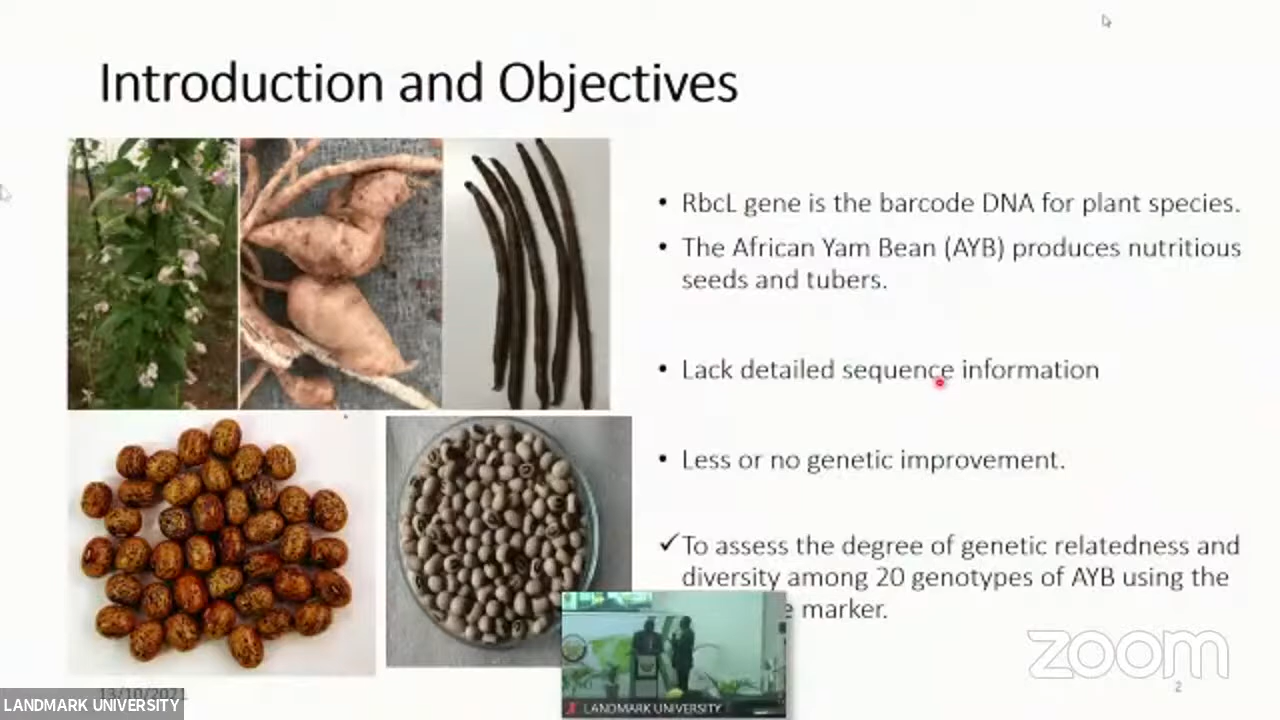 Introduction and Objectives
• RbcL gene is the barcode DNA for plant species.
• The African Yam Bean (AYB) produces nutritious
seeds and tubers.
• Lack detailed sequence information
• Less or no genetic improvement.
✓To assess the degree of genetic relatedness and
diversity among 20 genotypes of AYB using the
marker.
zoom
13/10/2021
2
LANDMARK UNIVERSITY
LANDMARK UNIVERSITY